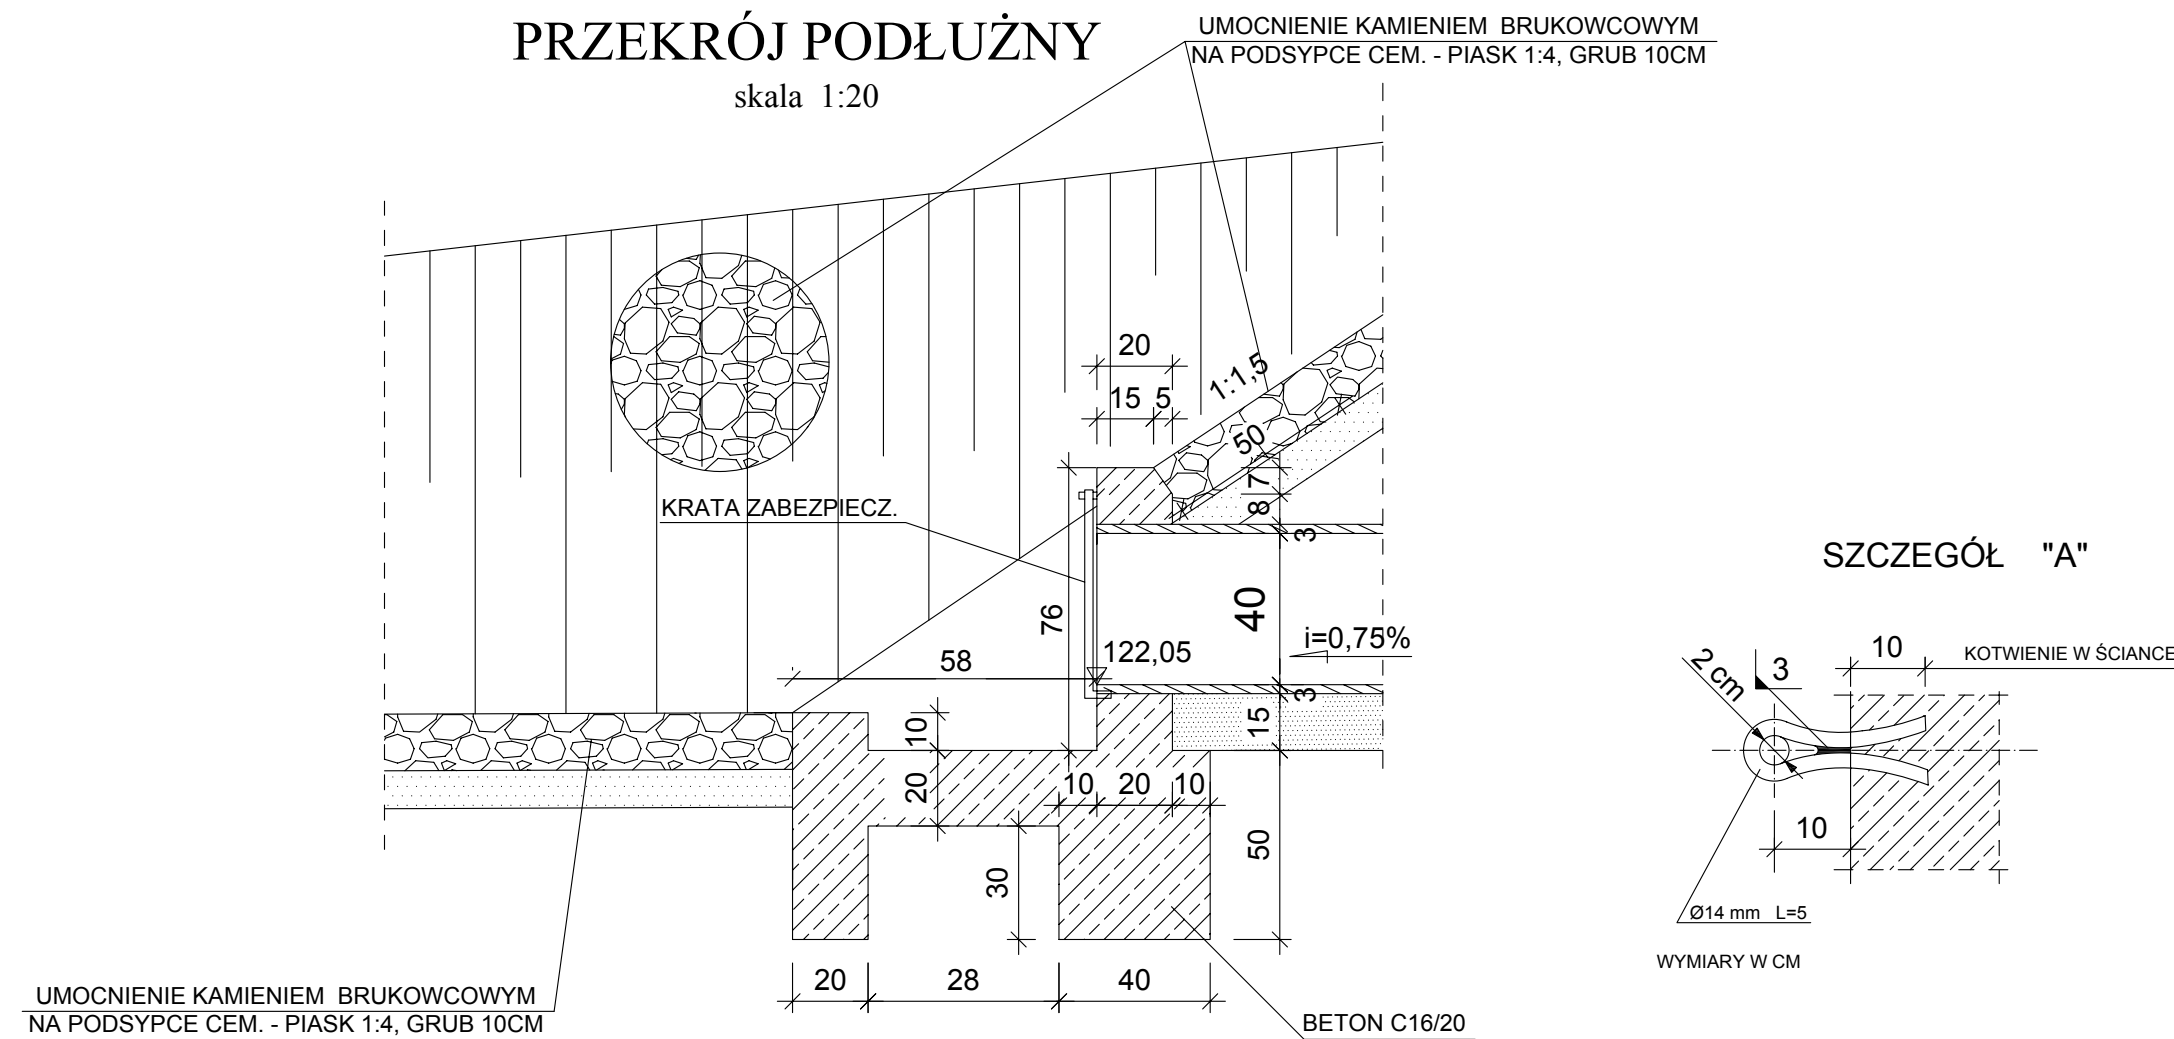 PRZEKRÓJ PODŁUŻNY
skala 1:20
UMOCNIENIE KAMIENIEM BRUKOWCOWYM
NA PODSYPCE CEM. - PIASK 1:4, GRUB 10CM
20
15 5
1:1,5
50
7
8
3
KRATA ZABEZPIECZ.
76
40
122,05
i=0,75%
58
3
15
10
20
10 20 10
50
30
20 28 40
BETON C16/20
UMOCNIENIE KAMIENIEM BRUKOWCOWYM
NA PODSYPCE CEM. - PIASK 1:4, GRUB 10CM
SZCZEGÓŁ "A"
2 cm
3
10
KOTWIENIE W ŚCIANCE
10
Ø14 mm L=5
WYMIARY W CM